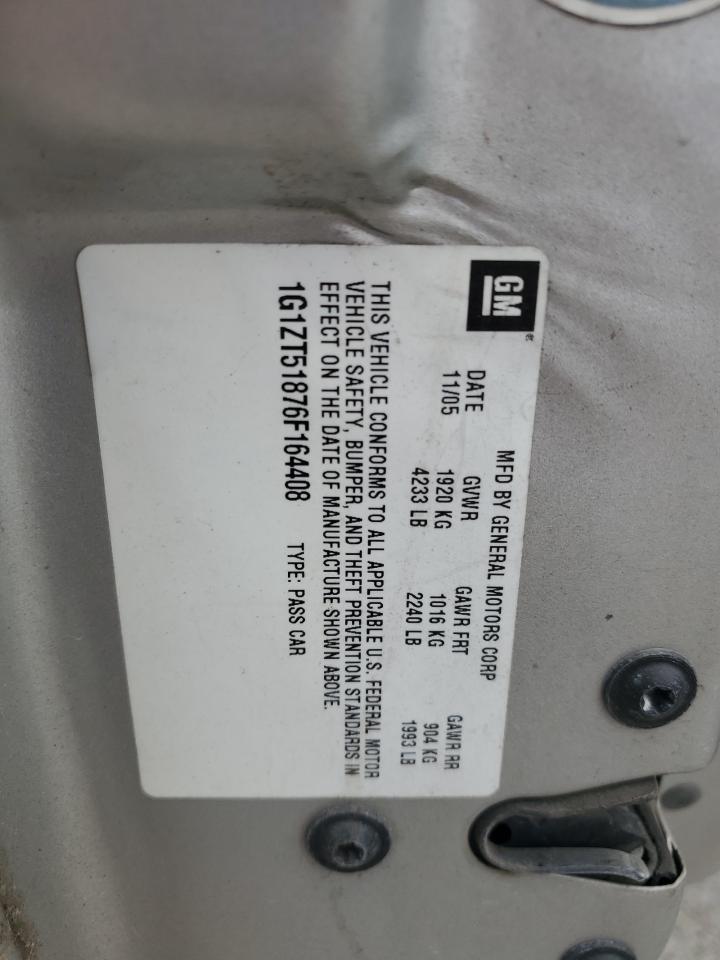 GM
MFD BY GENERAL MOTORS CORP
DATE GVWR GAWR FRT GAWR RR
11/05 1920 KG 1016 KG 904 KG
4233 LB 2240 LB 1993 LB
THIS VEHICLE CONFORMS TO ALL APPLICABLE U.S. FEDERAL MOTOR
VEHICLE SAFETY, BUMPER, AND THEFT PREVENTION STANDARDS IN
EFFECT ON THE DATE OF MANUFACTURE SHOWN ABOVE.
1G1ZT51876F164408 TYPE: PASS CAR